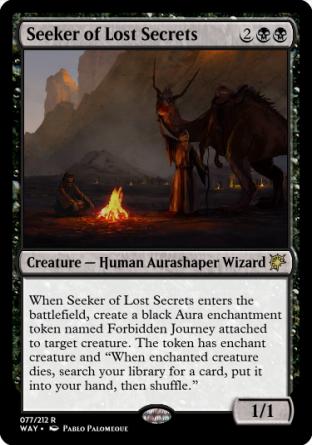 Seeker of Lost Secrets 2
Creature — Human Aurashaper Wizard
When Seeker of Lost Secrets enters the
battlefield, create a black Aura enchantment
token named Forbidden Journey attached
to target creature. The token has enchant
creature and “When enchanted creature
dies, search your library for a card, put it
into your hand, then shuffle.”
1/1
077/212 R
WAY • Pablo Palomeque